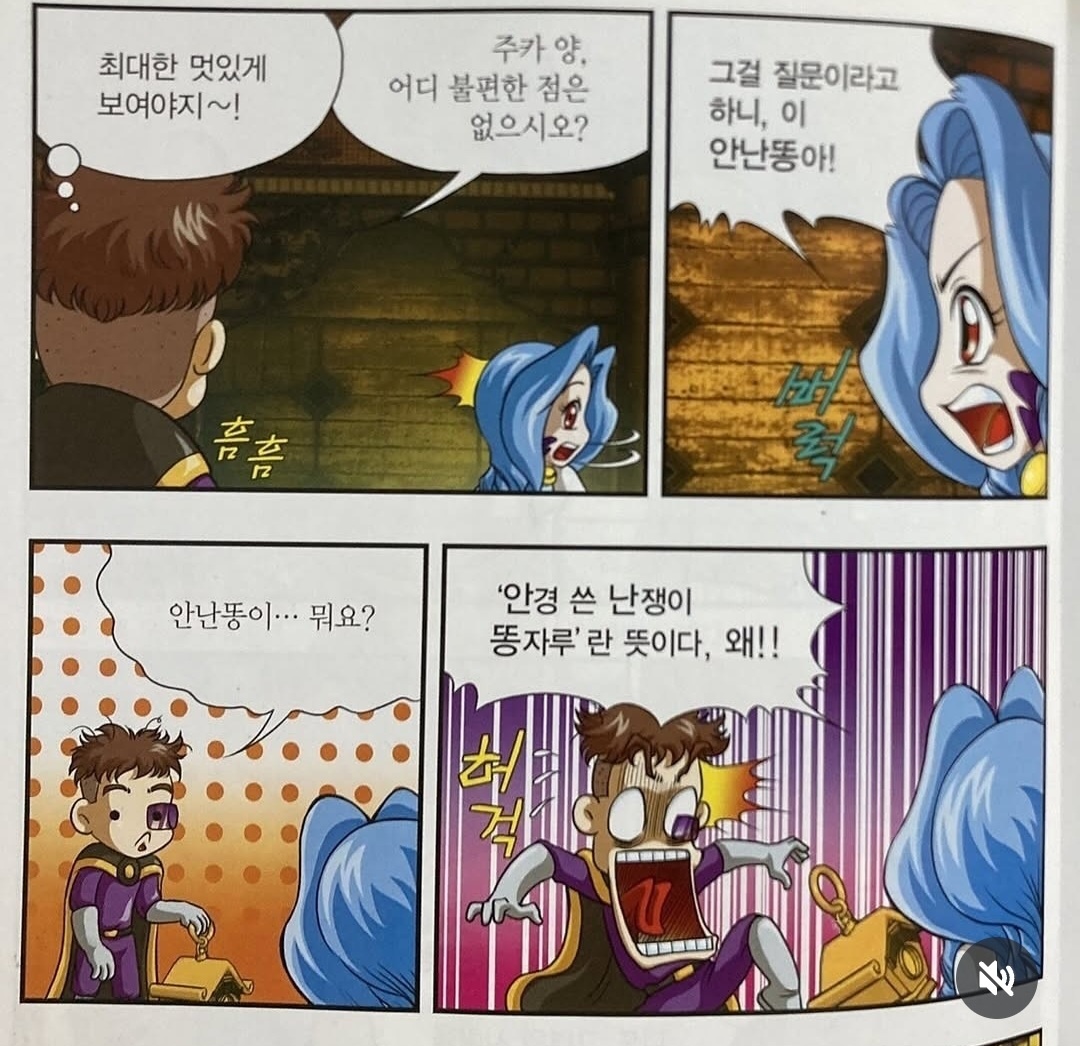 최대한 멋있게
보여야지~!
주카 양,
어디 불편한 점은
없으시오?
흠흠
그걸 질문이라고
하니, 이
안난똥아!
버럭
안난똥이… 뭐요?
‘안경 쓴 난쟁이
똥자루’란 뜻이다, 왜!!
허걱